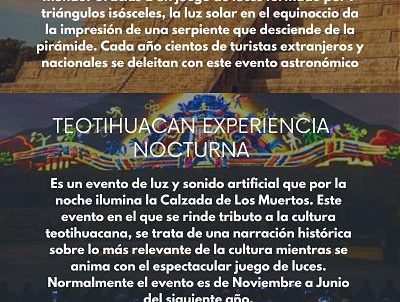 triángulos isósceles, la luz solar en el equinoccio da
la impresión de una serpiente que desciende de la
pirámide. Cada año cientos de turistas extranjeros y
nacionales se deleitan con este evento astronómico
TEOTIHUACAN EXPERIENCIA
NOCTURNA
Es un evento de luz y sonido artificial que por la
noche ilumina la Calzada de Los Muertos. Este
evento en el que se rinde tributo a la cultura
teotihuacana, se trata de una narración histórica
sobre lo más relevante de la cultura mientras se
anima con el espectacular juego de luces.
Normalmente el evento es de Noviembre a Junio
del siguiente año.